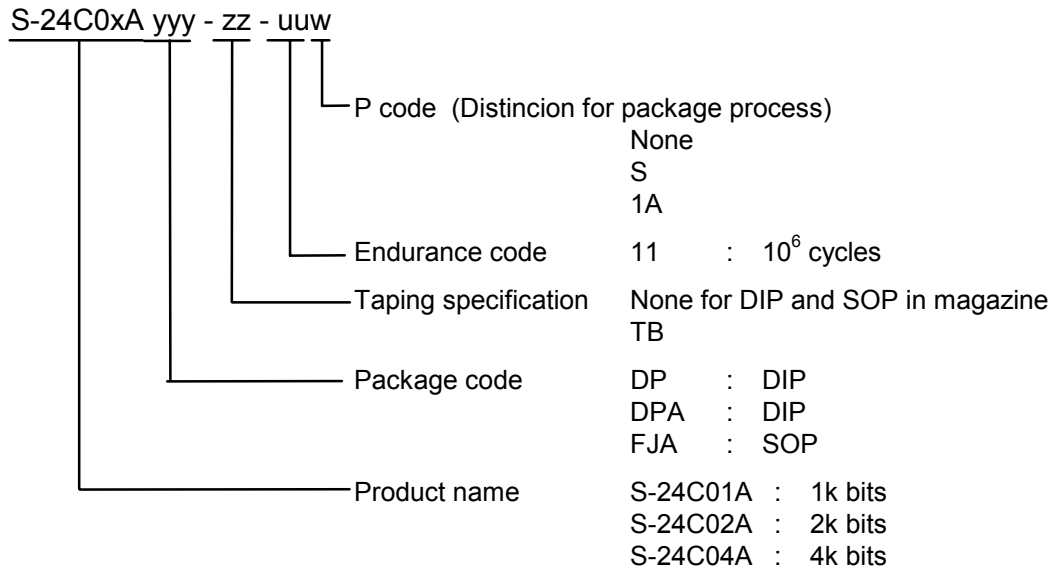 S-24C0xA yyy - zz - uuw
P code (Distincion for package process)
None
S
1A
Endurance code 11 : 10⁶ cycles
Taping specification None for DIP and SOP in magazine
TB
Package code DP : DIP
DPA : DIP
FJA : SOP
Product name S-24C01A : 1k bits
S-24C02A : 2k bits
S-24C04A : 4k bits